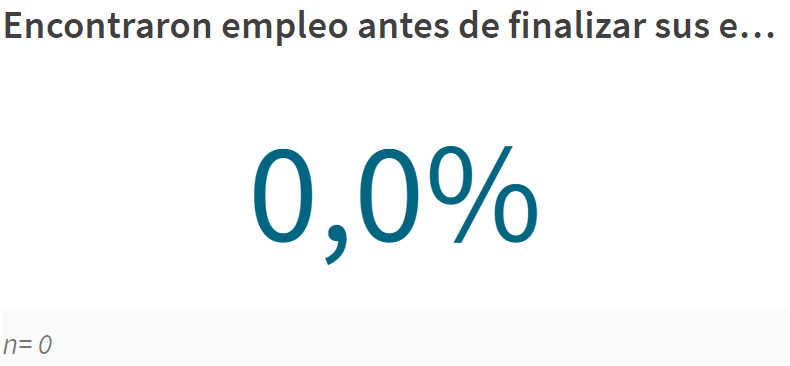 Encontraron empleo antes de finalizar sus e...
0,0%
n= 0